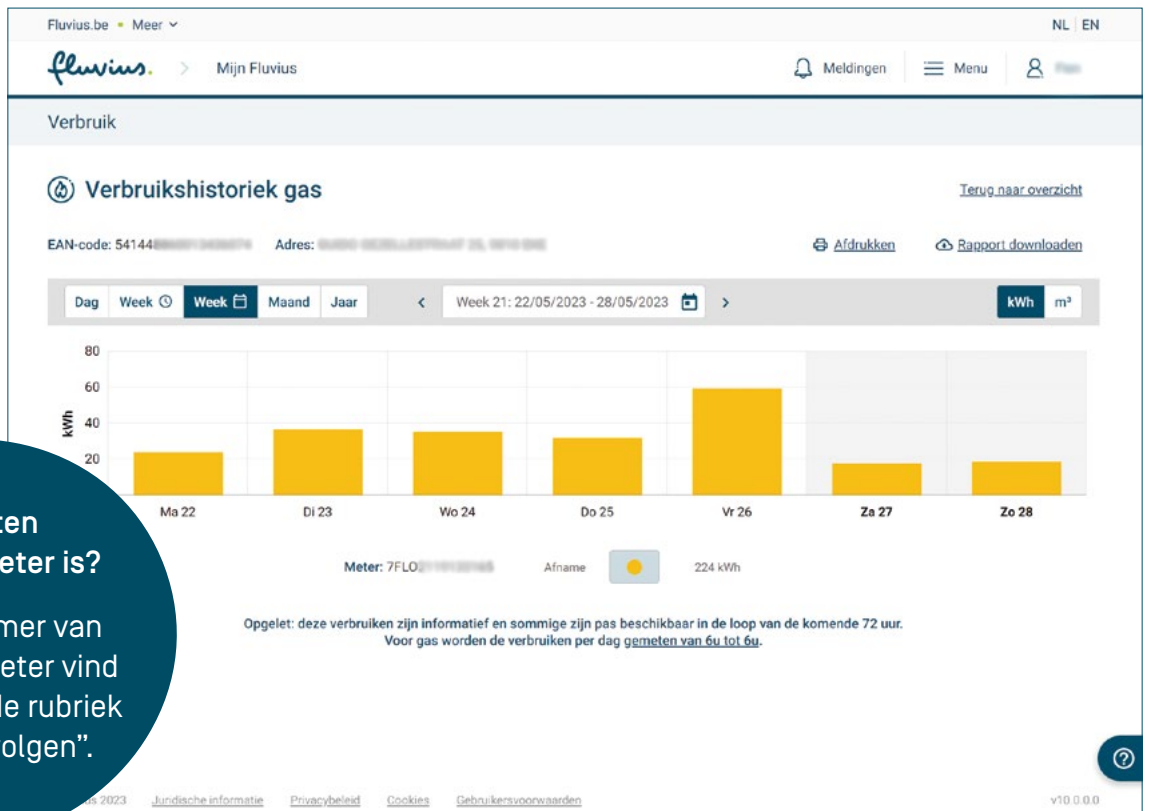 Fluvius.be • Meer
NL | EN
fluvius.
Mijn Fluvius
Meldingen
Menu
Verbruik
Verbruikshistoriek gas
Terug naar overzicht
EAN-code: 54144
Adres:
Afdrukken
Rapport downloaden
Dag Week Week Maand Jaar
Week 21: 22/05/2023 - 28/05/2023
kWh m³
80
60
40
20
kWh
Ma 22 Di 23 Wo 24 Do 25 Vr 26 Za 27 Zo 28
Meter: 7FLO
Afname
224 kWh
Opgelet: deze verbruiken zijn informatief en sommige zijn pas beschikbaar in de loop van de komende 72 uur.
Voor gas worden de verbruiken per dag gemeten van 6u tot 6u.
ten
eter is?
mer van
eter vind
de rubriek
olgen”.
2023
Juridische informatie
Privacybeleid
Cookies
Gebruikersvoorwaarden
v10.0.0.0